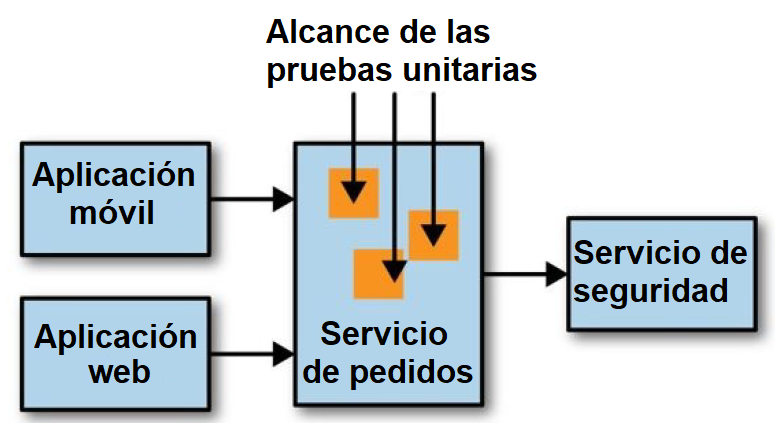 Alcance de las
pruebas unitarias
Aplicación
móvil
Aplicación
web
Servicio
de pedidos
Servicio de
seguridad